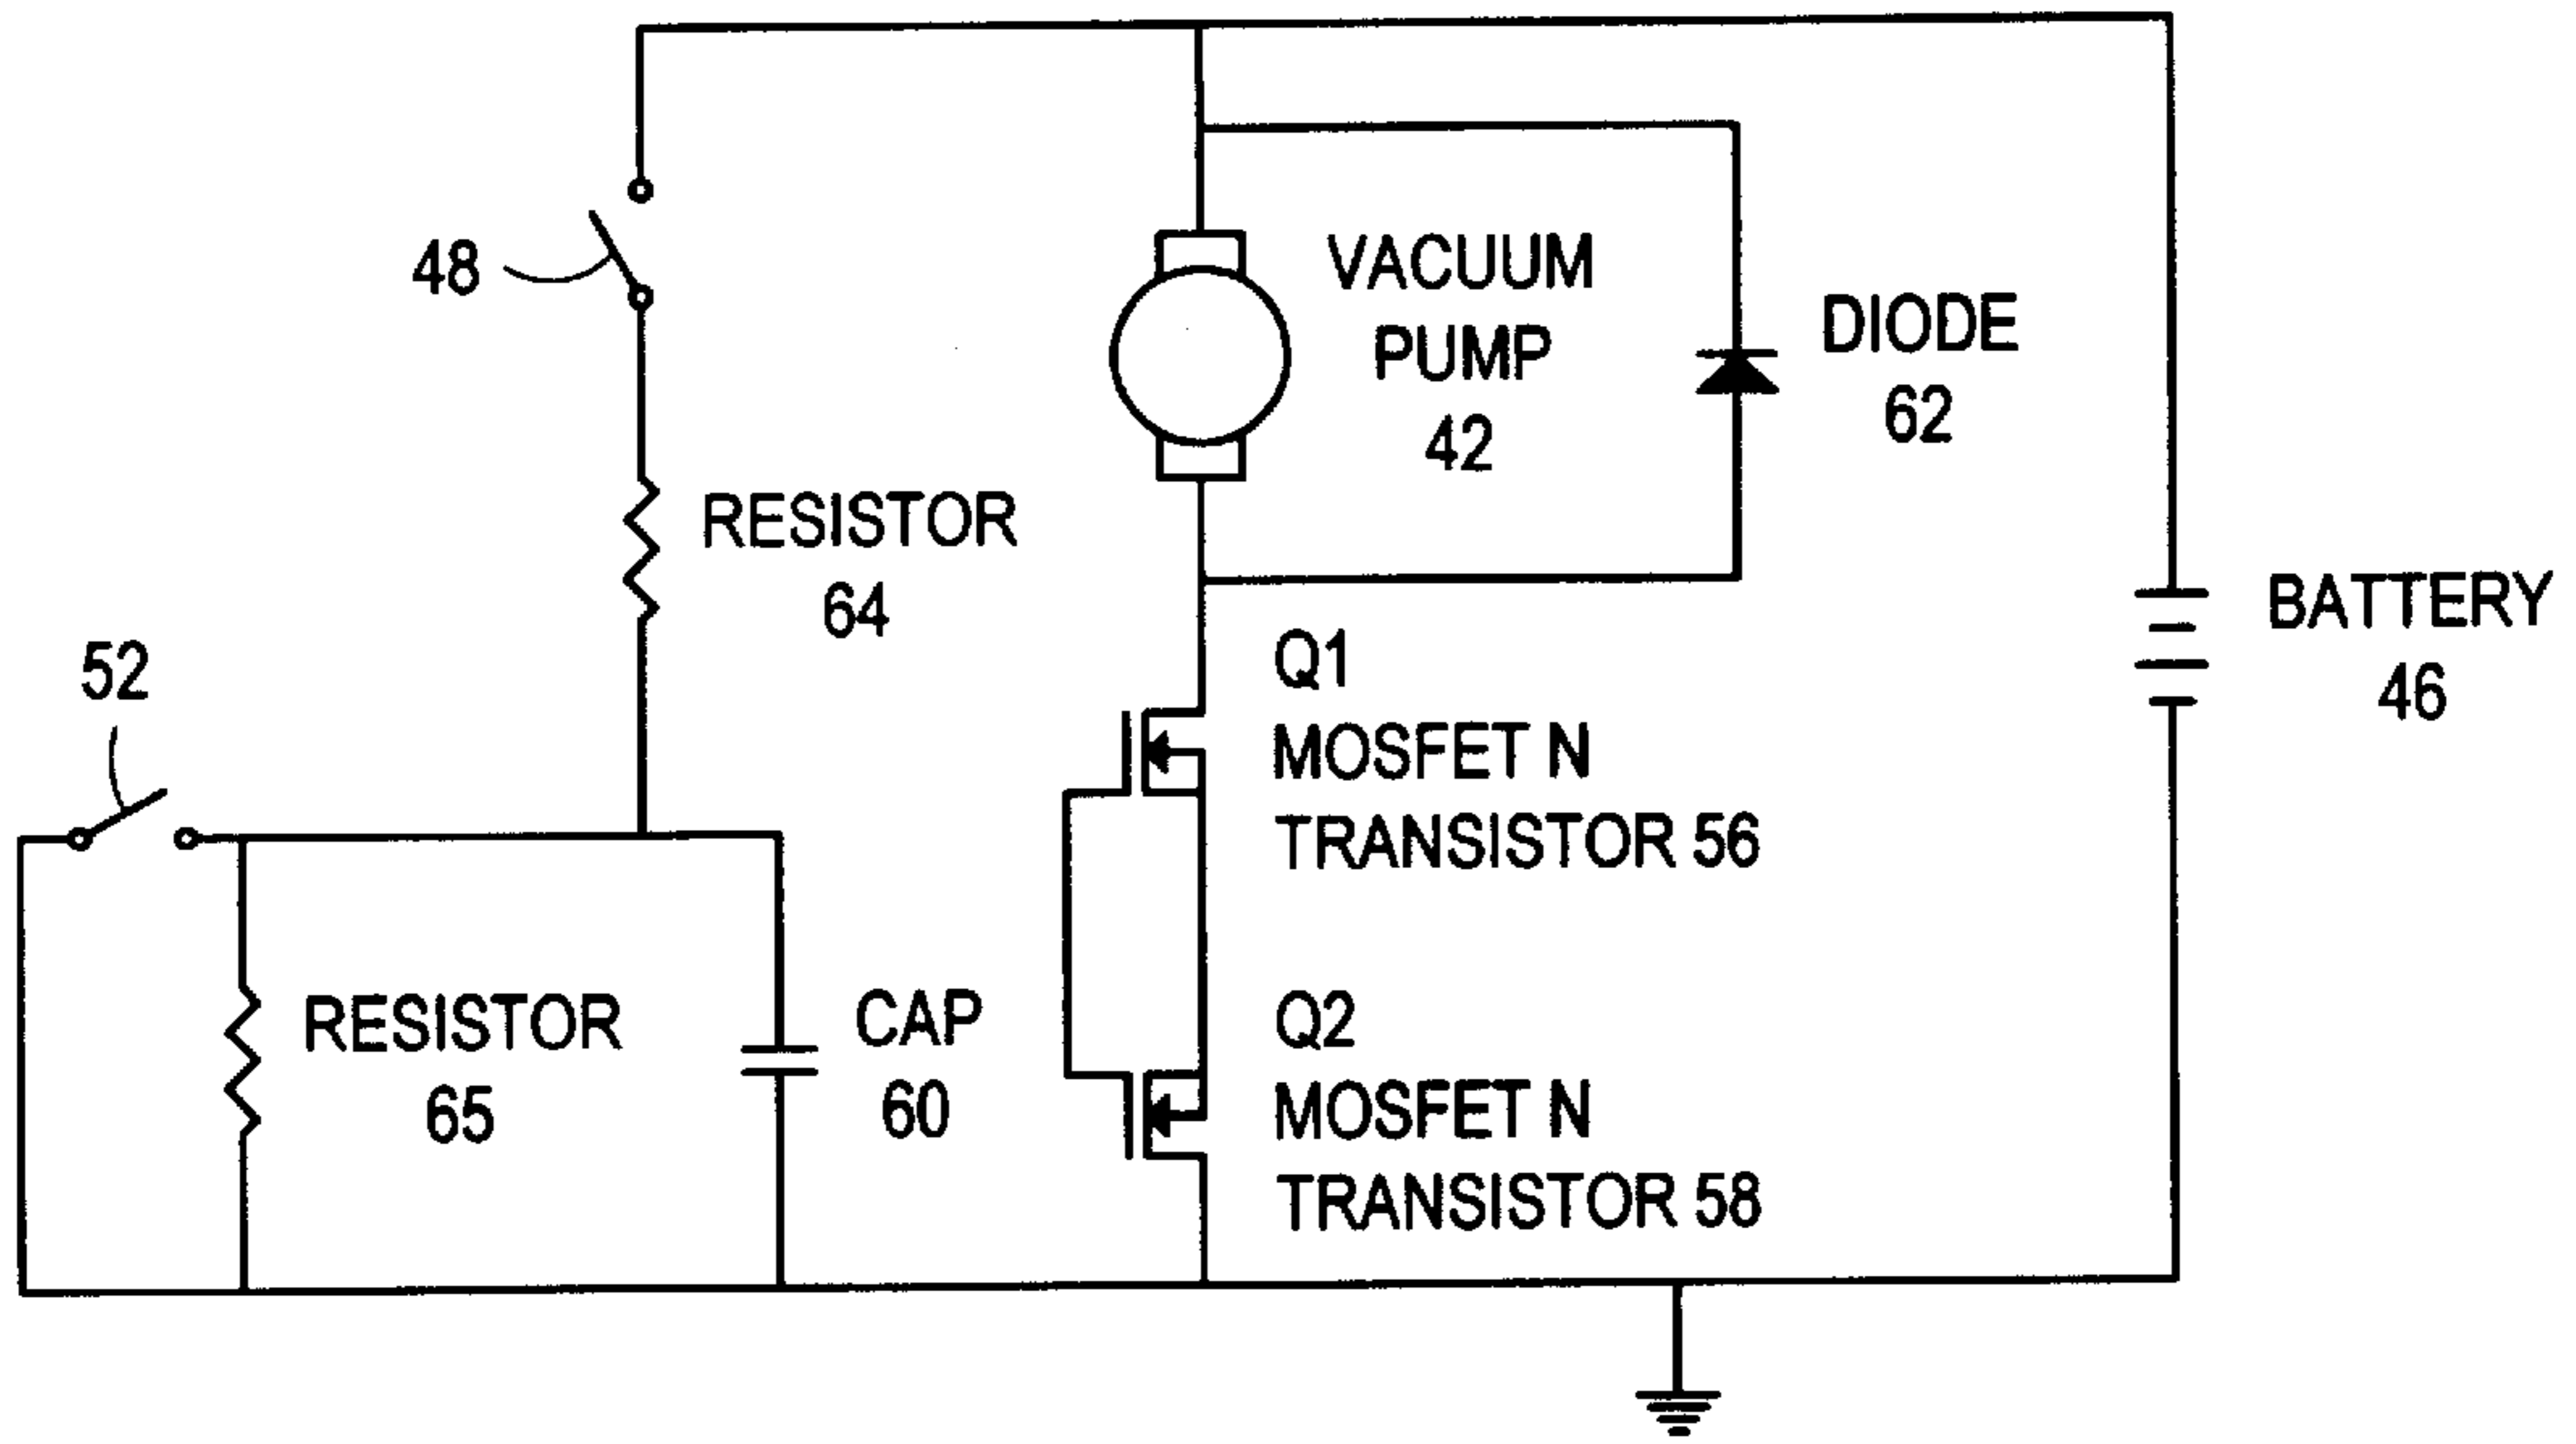 48
VACUUM
PUMP
42
DIODE
62
RESISTOR
64
BATTERY
46
52
Q1
MOSFET N
TRANSISTOR 56
RESISTOR
65
CAP
60
Q2
MOSFET N
TRANSISTOR 58